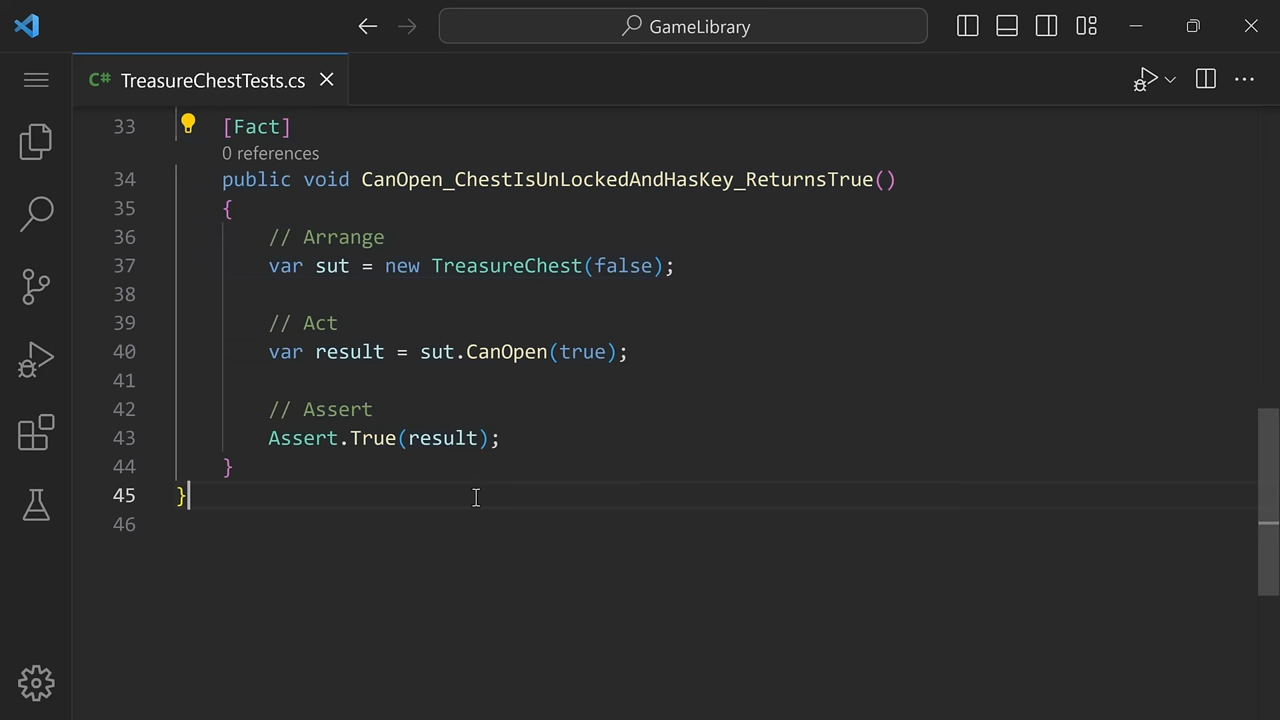 GameLibrary
C# TreasureChestTests.cs
33 [Fact]
0 references
34 public void CanOpen_ChestIsUnLockedAndHasKey_ReturnsTrue()
35 {
36 // Arrange
37 var sut = new TreasureChest(false);
38
39 // Act
40 var result = sut.CanOpen(true);
41
42 // Assert
43 Assert.True(result);
44 }
45 }
46